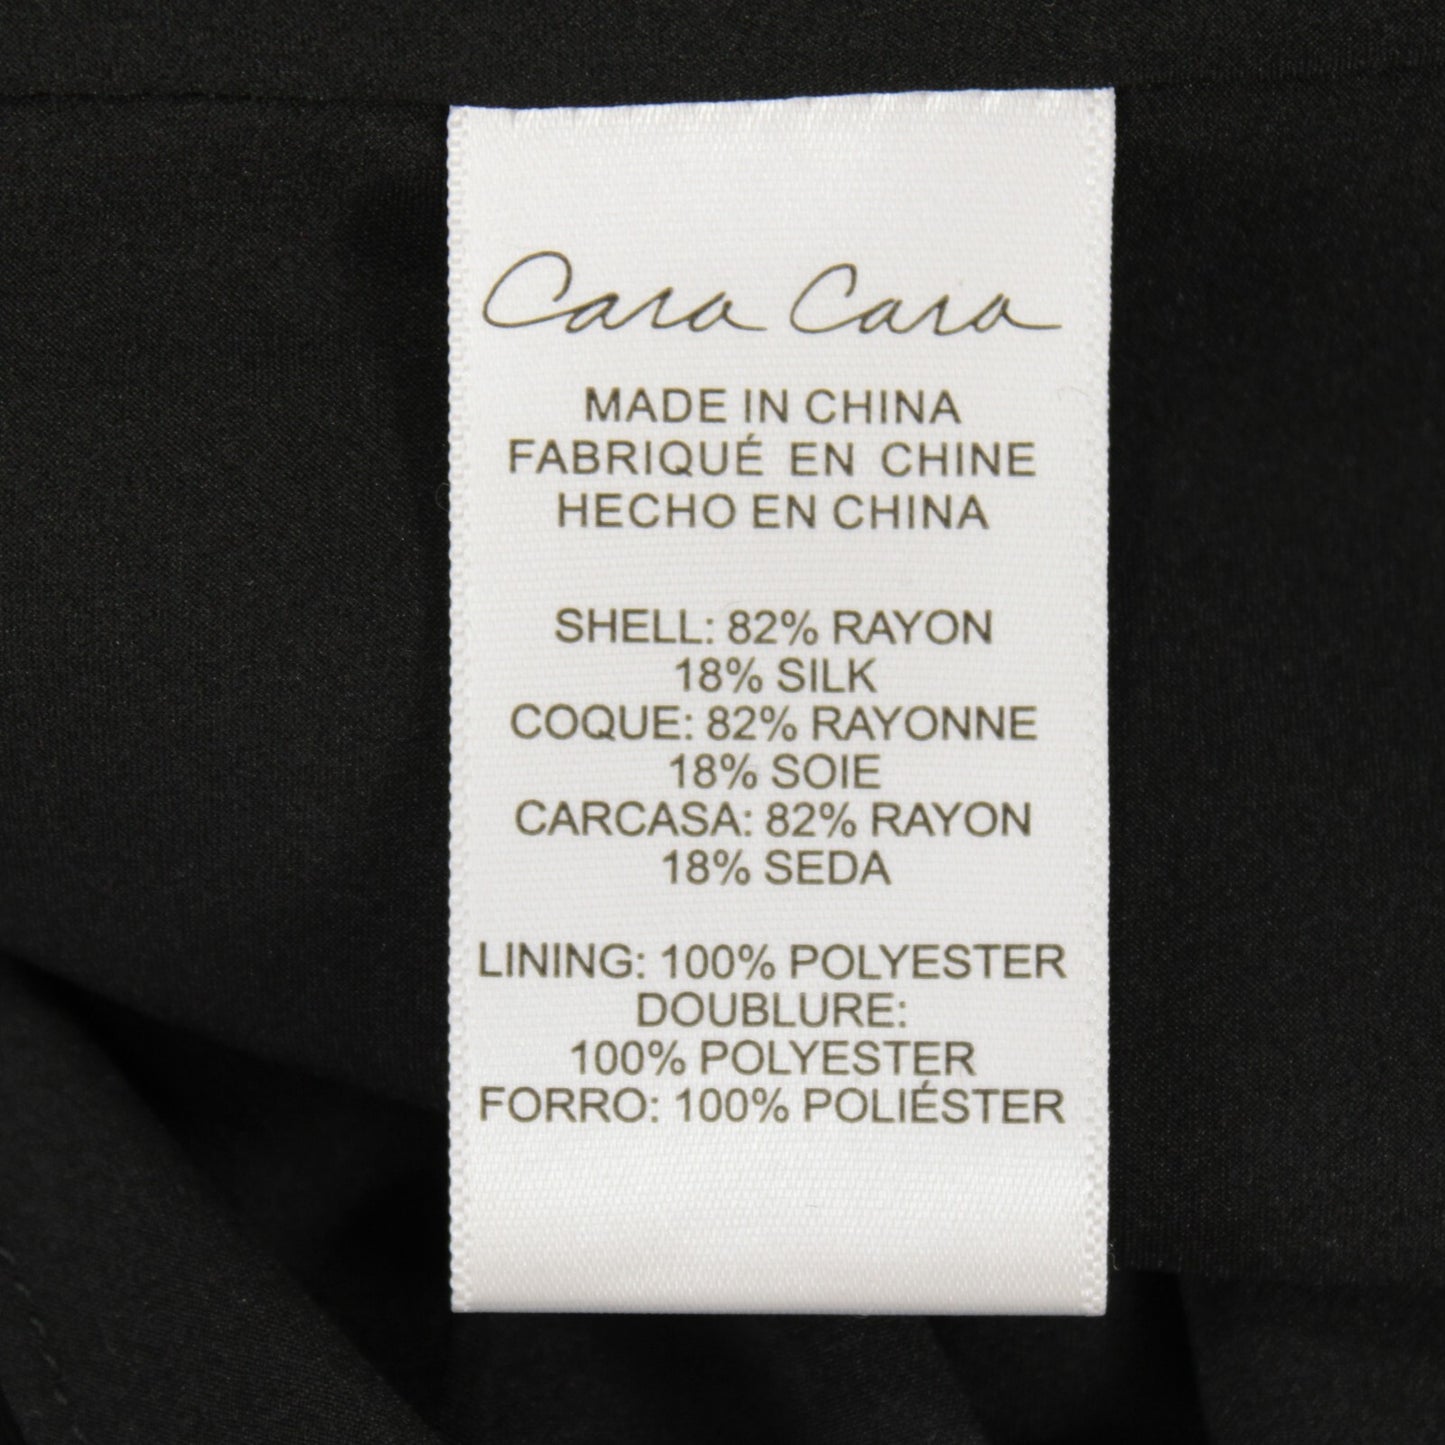 Cara Cara
MADE IN CHINA
FABRIQUÉ EN CHINE
HECHO EN CHINA
SHELL: 82% RAYON
18% SILK
COQUE: 82% RAYONNE
18% SOIE
CARCASA: 82% RAYON
18% SEDA
LINING: 100% POLYESTER
DOUBLURE:
100% POLYESTER
FORRO: 100% POLIÉSTER